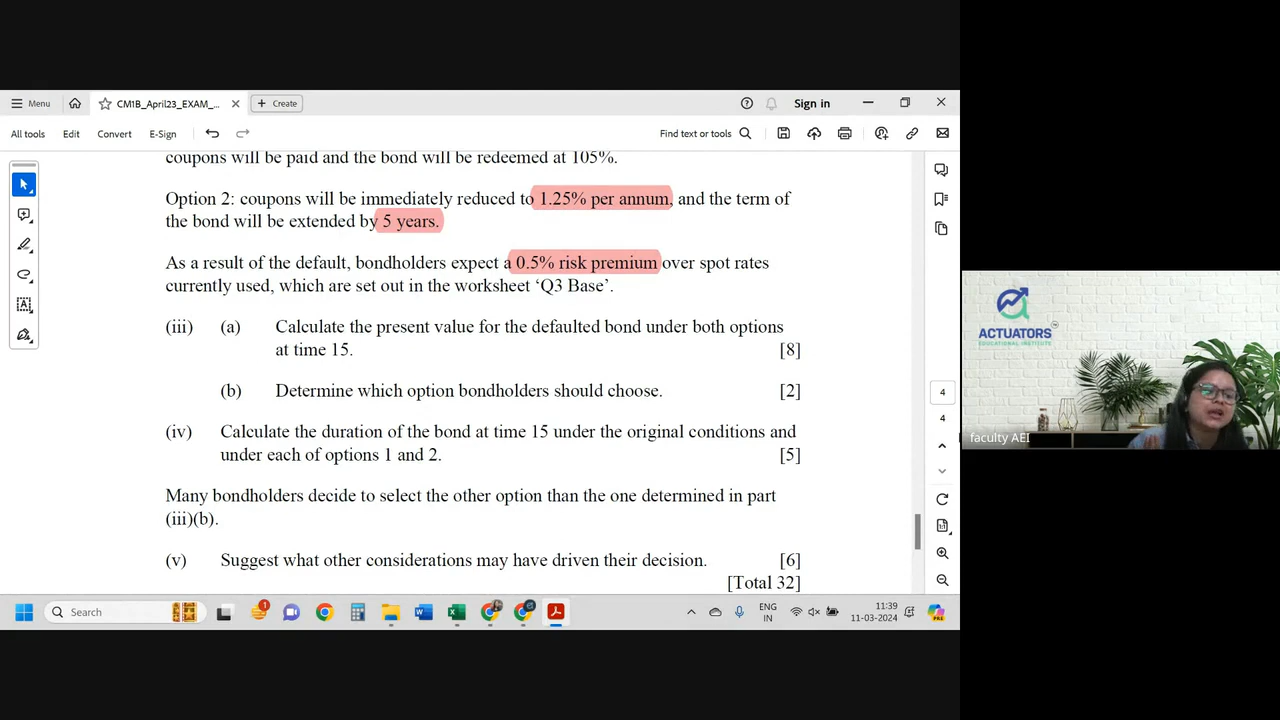 Menu
CM1B_April23_EXAM_...
Create
Sign in
All tools
Edit
Convert
E-Sign
Find text or tools
coupons will be paid and the bond will be redeemed at 105%.
Option 2: coupons will be immediately reduced to 1.25% per annum, and the term of
the bond will be extended by 5 years.
As a result of the default, bondholders expect a 0.5% risk premium over spot rates
currently used, which are set out in the worksheet ‘Q3 Base’.
(iii) (a) Calculate the present value for the defaulted bond under both options
at time 15. [8]
(b) Determine which option bondholders should choose. [2]
(iv) Calculate the duration of the bond at time 15 under the original conditions and
under each of options 1 and 2. [5]
Many bondholders decide to select the other option than the one determined in part
(iii)(b).
(v) Suggest what other considerations may have driven their decision. [6]
[Total 32]
4
4
ACTUATORS
EDUCATIONAL INSTITUTE
faculty AEI
Search
1
ENG
IN
11:39
11-03-2024